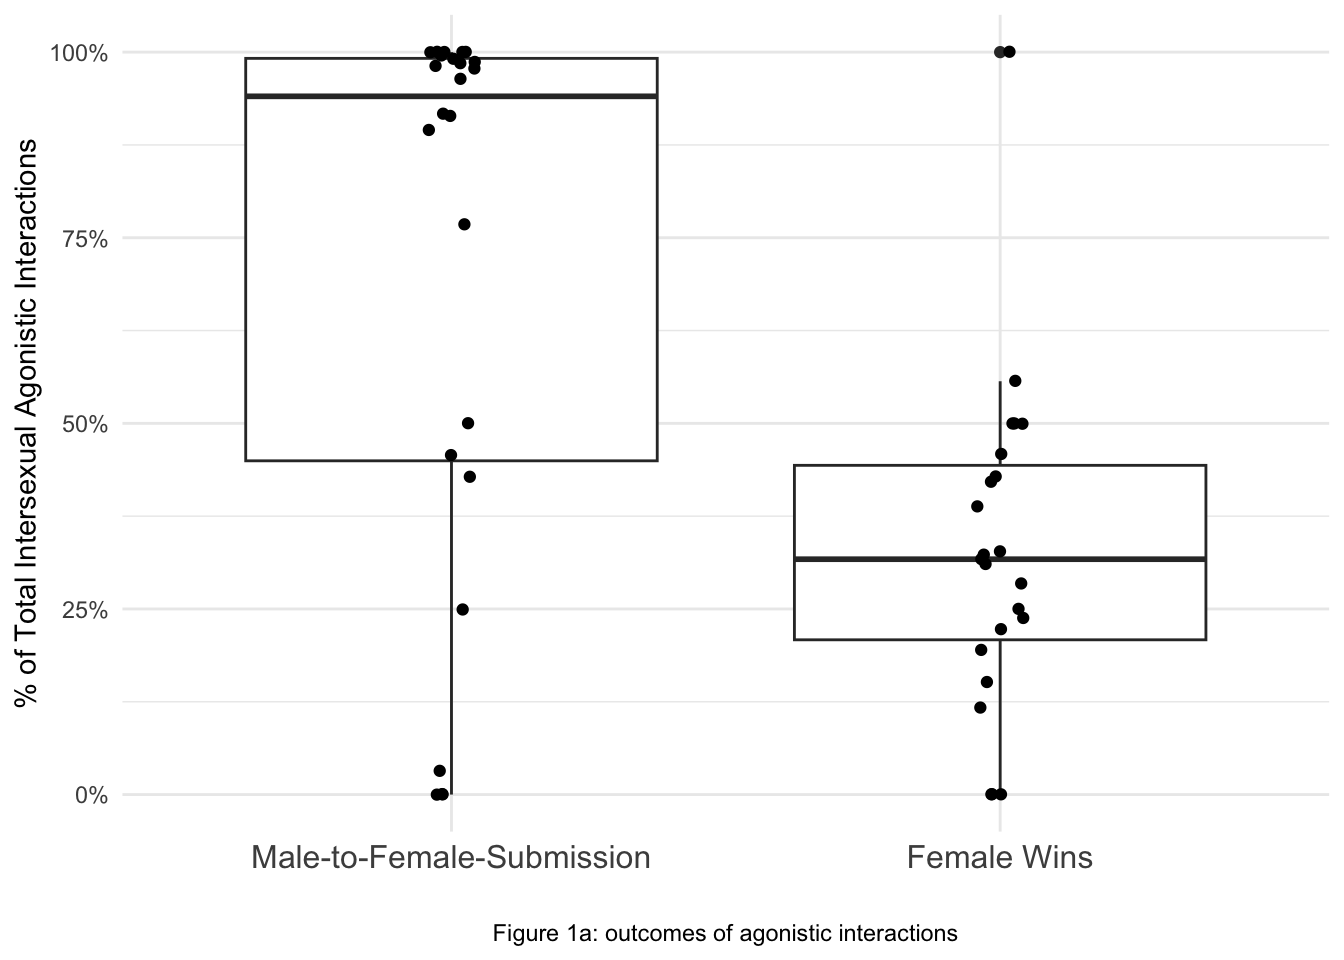 % of Total Intersexual Agonistic Interactions
100%
75%
50%
25%
0%
Male-to-Female-Submission
Female Wins
Figure 1a: outcomes of agonistic interactions